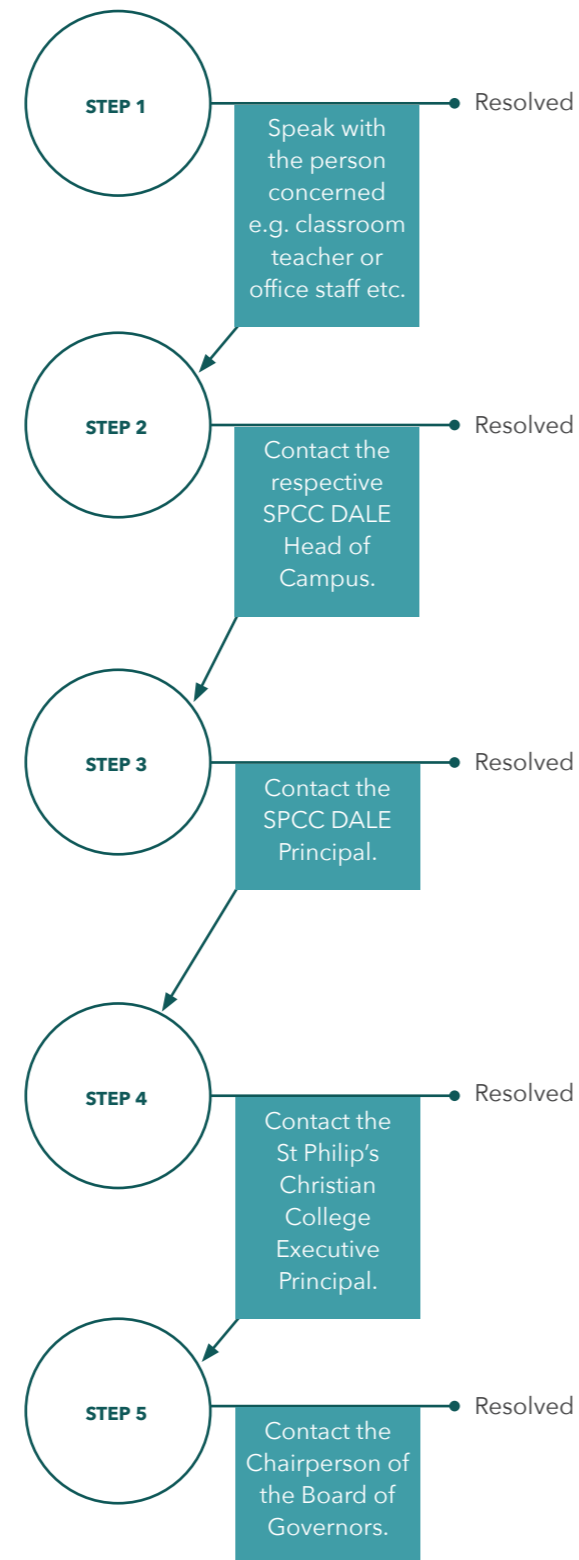 STEP 1
Resolved
Speak with
the person
concerned
e.g. classroom
teacher or
office staff etc.
STEP 2
Resolved
Contact the
respective
SPCC DALE
Head of
Campus.
STEP 3
Resolved
Contact the
SPCC DALE
Principal.
STEP 4
Resolved
Contact the
St Philip’s
Christian
College
Executive
Principal.
STEP 5
Resolved
Contact the
Chairperson of
the Board of
Governors.